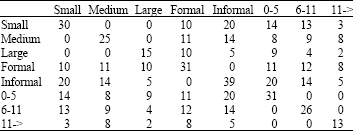 Small Medium Large Formal Informal 0-5 6-11 11->
Small 30 0 0 10 20 14 13 3
Medium 0 25 0 11 14 8 9 8
Large 0 0 15 10 5 9 4 2
Formal 10 11 10 31 0 11 12 8
Informal 20 14 5 0 39 20 14 5
0-5 14 8 9 11 20 31 0 0
6-11 13 9 4 12 14 0 26 0
11-> 3 8 2 8 5 0 0 13